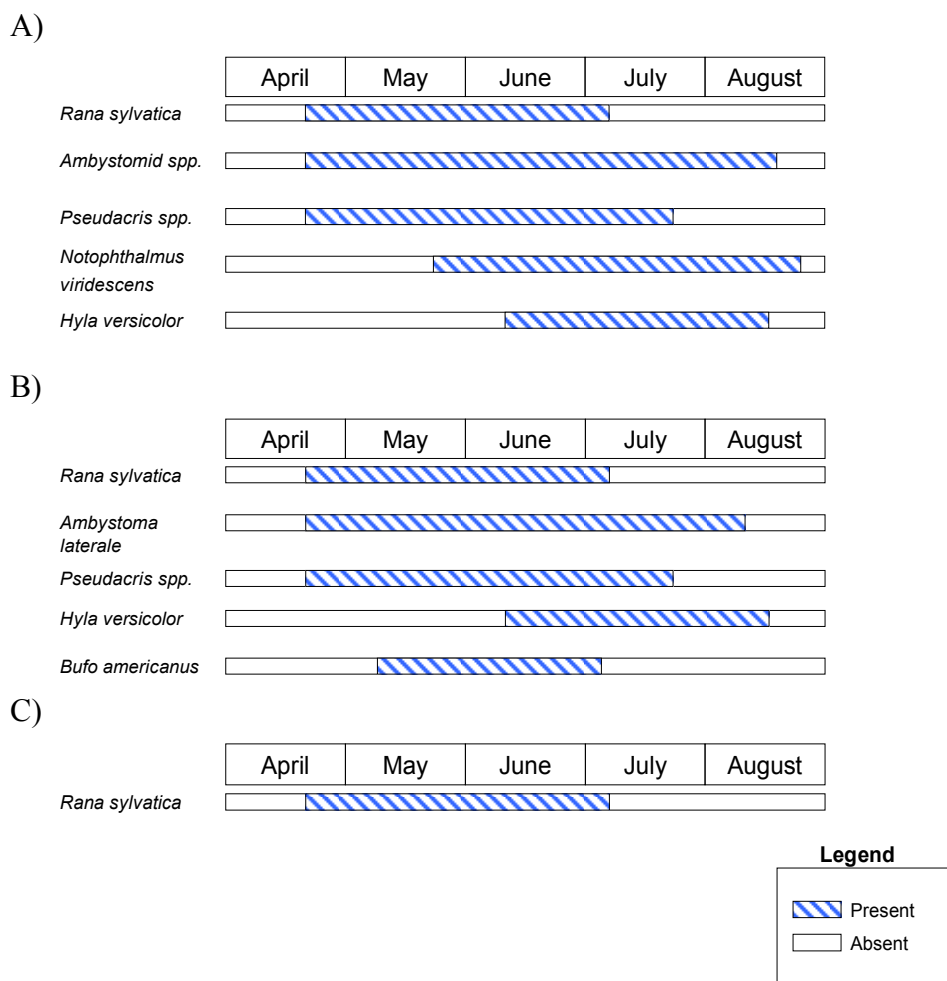 A)
April May June July August
Rana sylvatica
Ambystomid spp.
Pseudacris spp.
Notophthalmus
viridescens
Hyla versicolor
B)
April May June July August
Rana sylvatica
Ambystoma
laterale
Pseudacris spp.
Hyla versicolor
Bufo americanus
C)
April May June July August
Rana sylvatica
Legend
Present
Absent